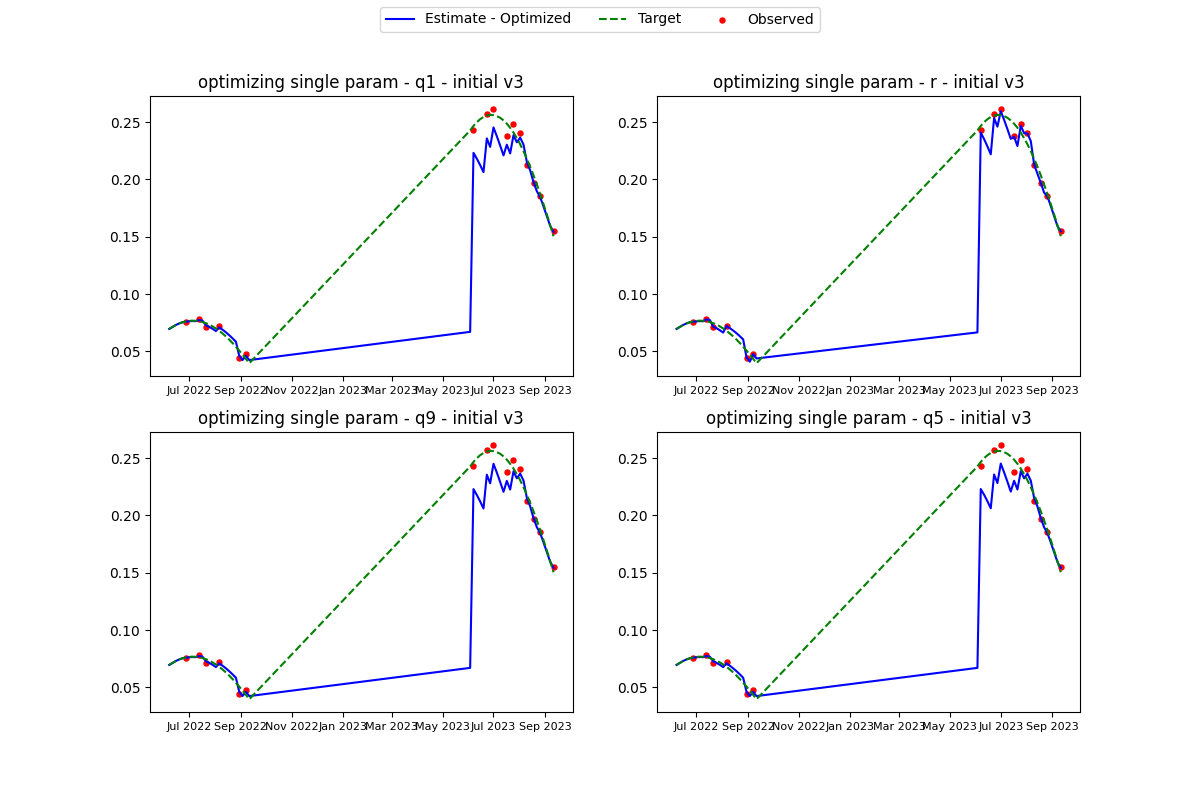 Estimate - Optimized Target Observed
optimizing single param - q1 - initial v3
0.25
0.20
0.15
0.10
0.05
Jul 2022 Sep 2022 Nov 2022 Jan 2023 Mar 2023 May 2023 Jul 2023 Sep 2023
optimizing single param - r - initial v3
0.25
0.20
0.15
0.10
0.05
Jul 2022 Sep 2022 Nov 2022 Jan 2023 Mar 2023 May 2023 Jul 2023 Sep 2023
optimizing single param - q9 - initial v3
0.25
0.20
0.15
0.10
0.05
Jul 2022 Sep 2022 Nov 2022 Jan 2023 Mar 2023 May 2023 Jul 2023 Sep 2023
optimizing single param - q5 - initial v3
0.25
0.20
0.15
0.10
0.05
Jul 2022 Sep 2022 Nov 2022 Jan 2023 Mar 2023 May 2023 Jul 2023 Sep 2023